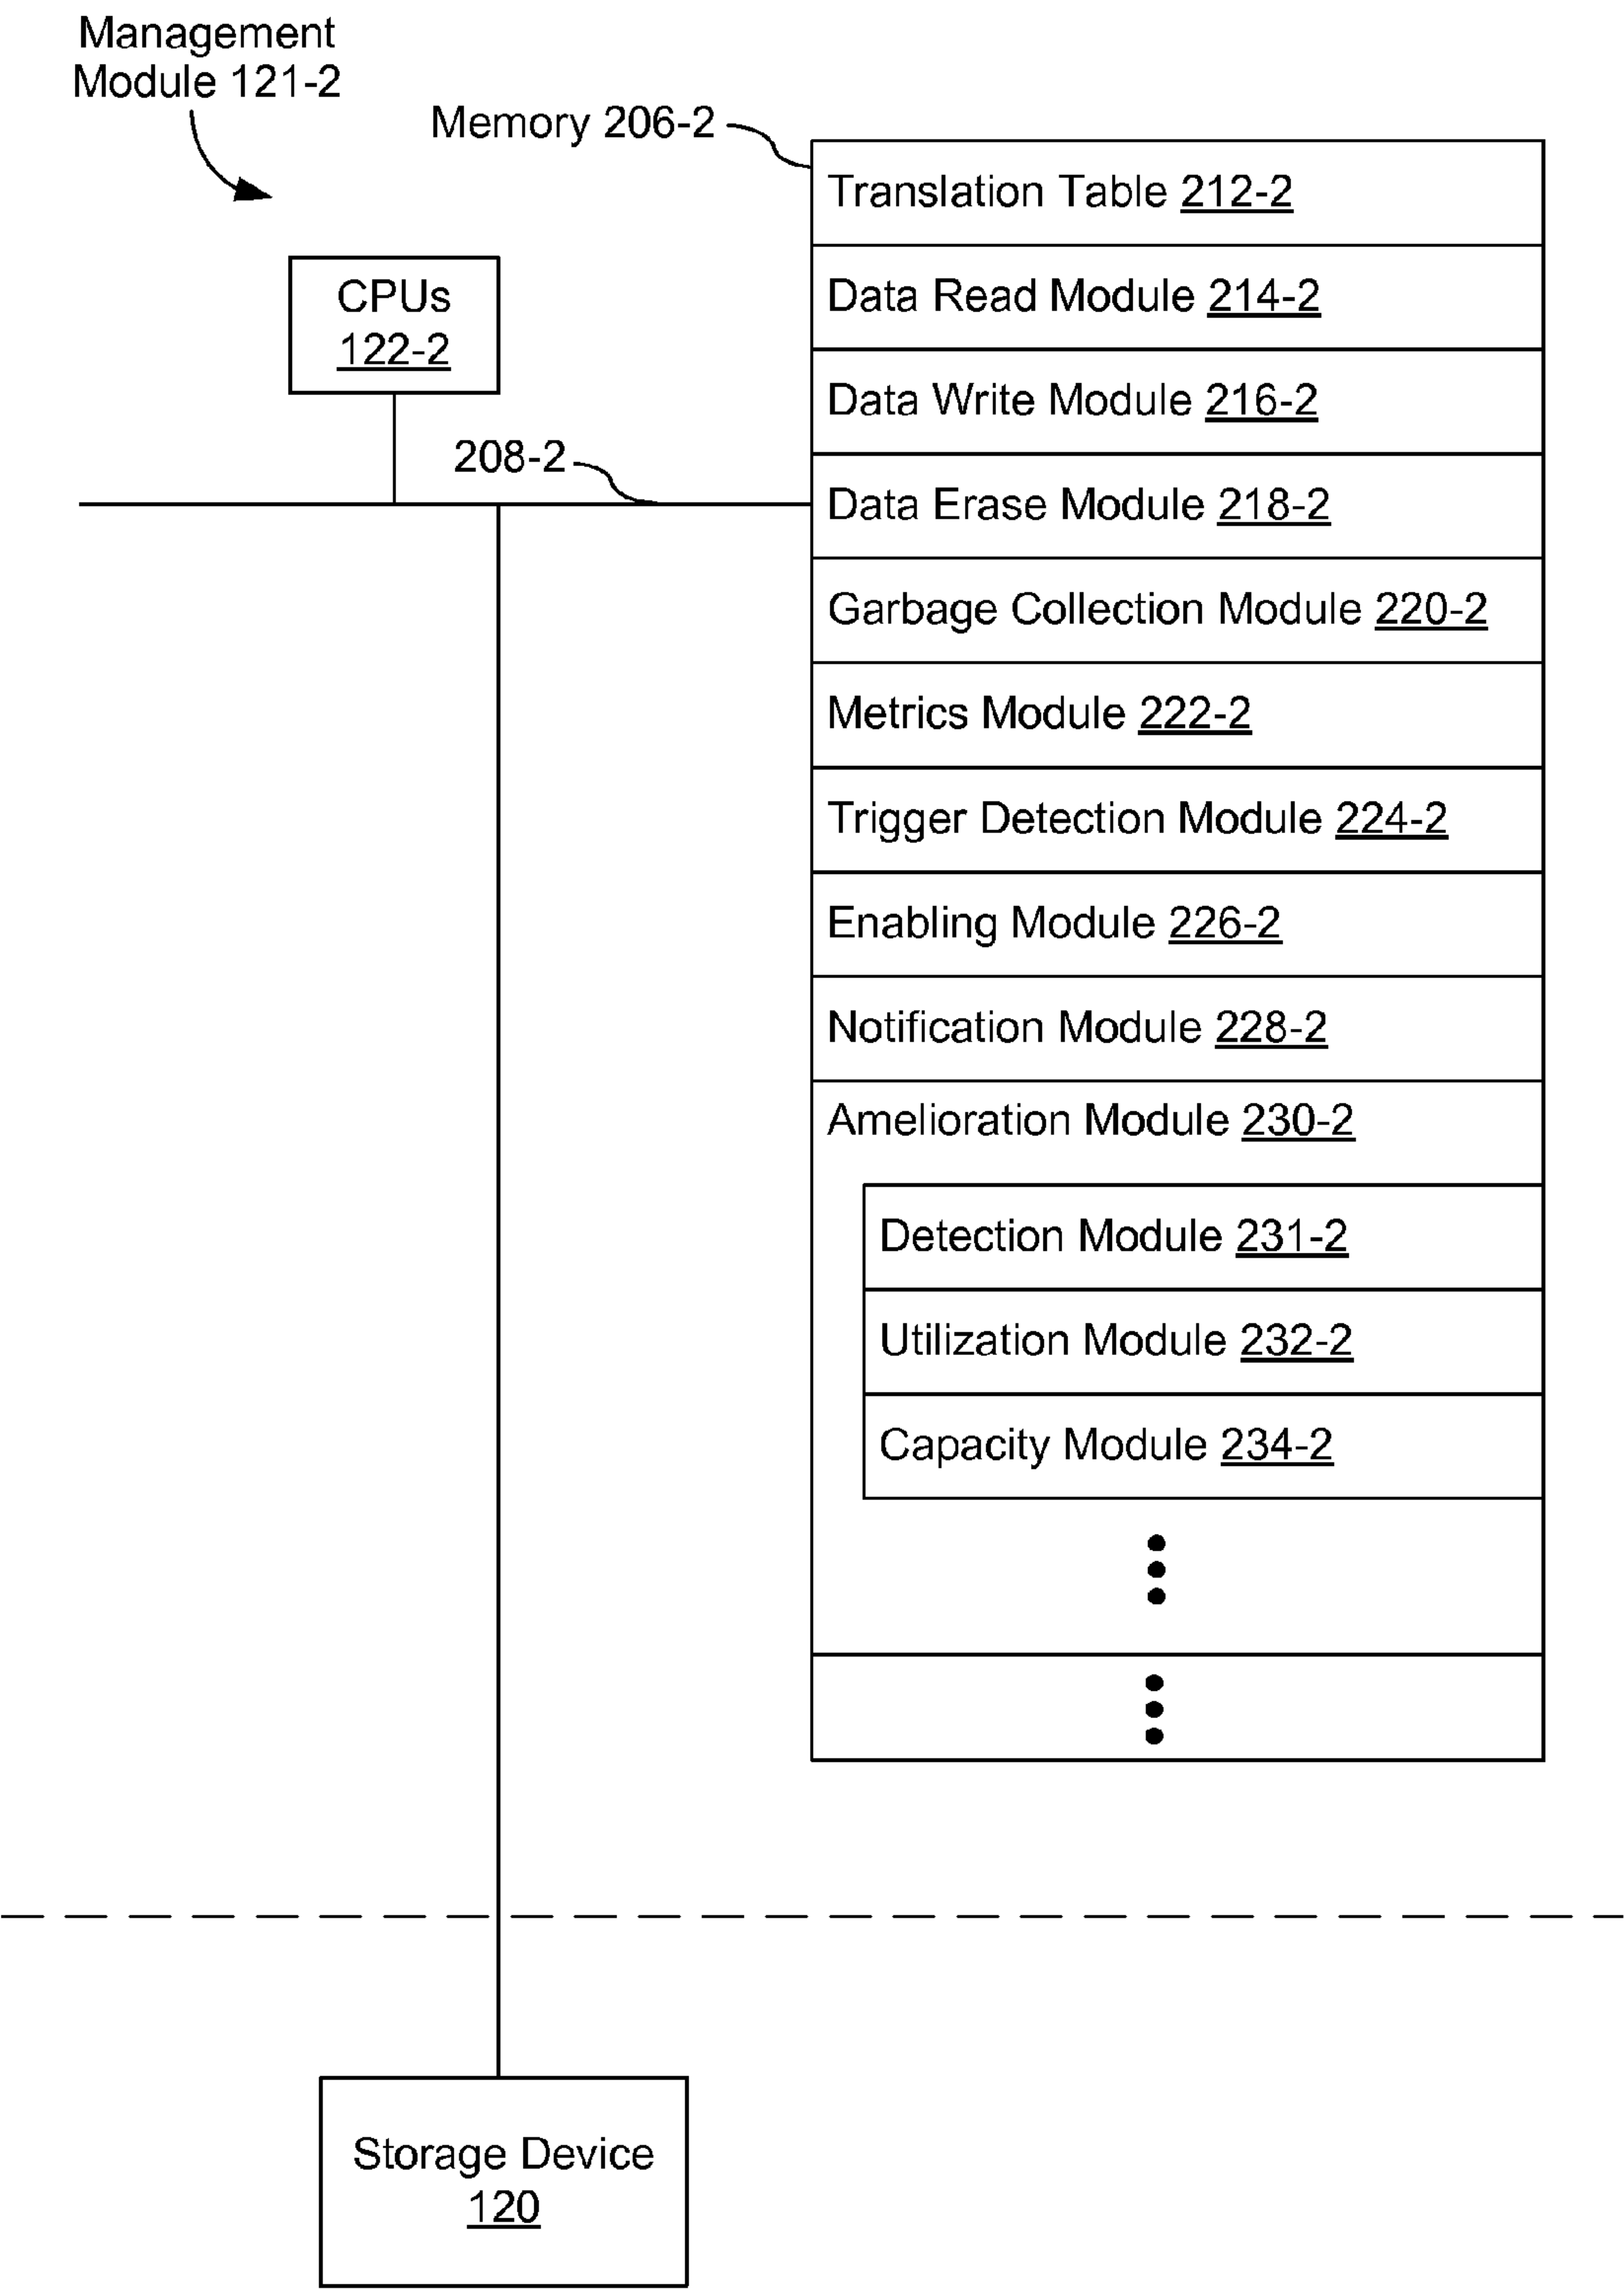 Management
Module 121-2
Memory 206-2
Translation Table 212-2
Data Read Module 214-2
CPUs
122-2
Data Write Module 216-2
208-2
Data Erase Module 218-2
Garbage Collection Module 220-2
Metrics Module 222-2
Trigger Detection Module 224-2
Enabling Module 226-2
Notification Module 228-2
Amelioration Module 230-2
Detection Module 231-2
Utilization Module 232-2
Capacity Module 234-2
Storage Device
120